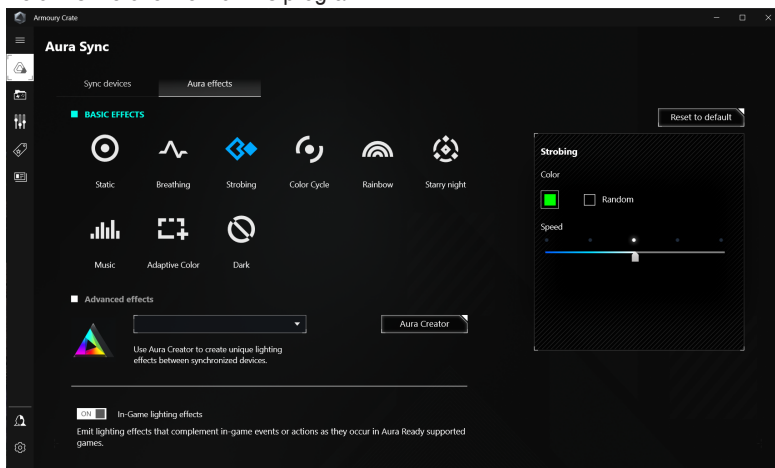 Armoury Crate
Aura Sync
Sync devices
Aura effects
BASIC EFFECTS
Reset to default
Static
Breathing
Strobing
Color Cycle
Rainbow
Starry night
Music
Adaptive Color
Dark
Strobing
Color
Random
Speed
Advanced effects
Aura Creator
Use Aura Creator to create unique lighting
effects between synchronized devices.
ON
In-Game lighting effects
Emit lighting effects that complement in-game events or actions as they occur in Aura Ready supported
games.